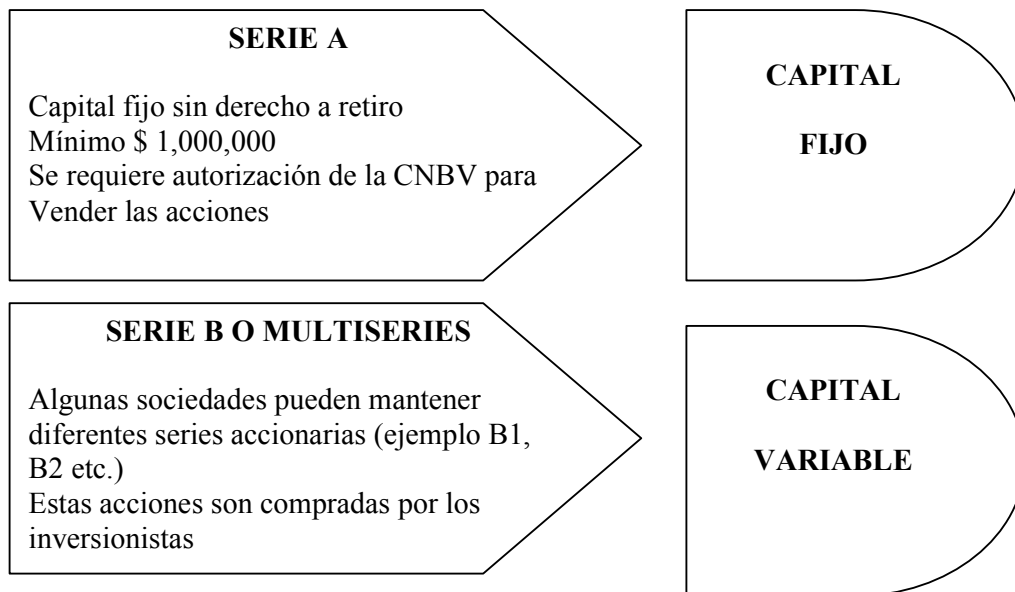 SERIE A
Capital fijo sin derecho a retiro
Mínimo $ 1,000,000
Se requiere autorización de la CNBV para
Vender las acciones
CAPITAL
FIJO
SERIE B O MULTISERIES
Algunas sociedades pueden mantener
diferentes series accionarias (ejemplo B1,
B2 etc.)
Estas acciones son compradas por los
inversionistas
CAPITAL
VARIABLE